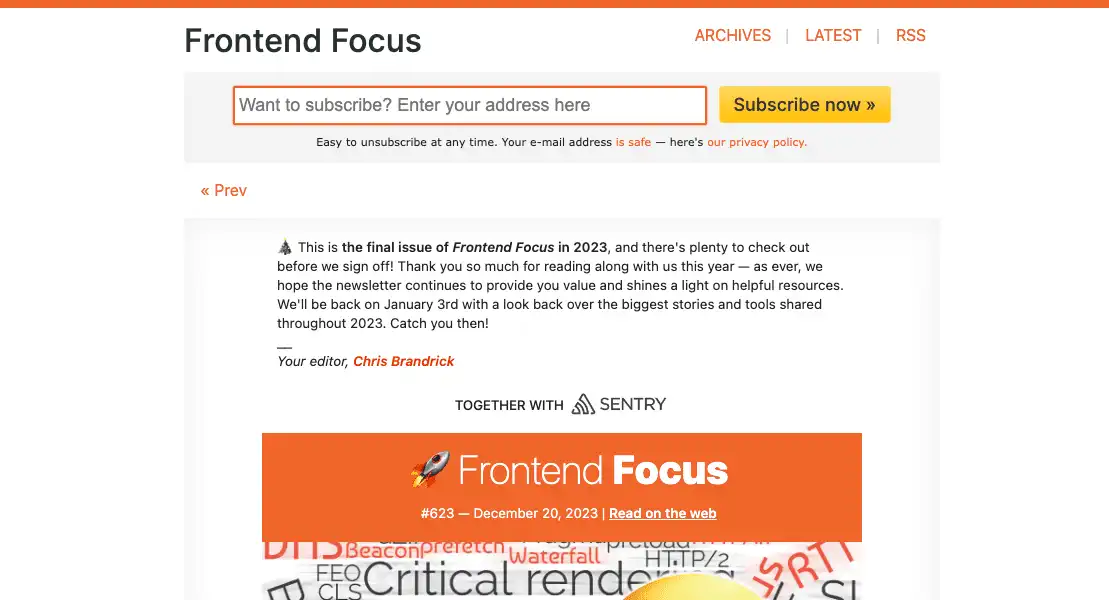 Frontend Focus
ARCHIVES | LATEST | RSS
Want to subscribe? Enter your address here
Subscribe now »
Easy to unsubscribe at any time. Your e-mail address is safe — here's our privacy policy.
« Prev
🎄 This is the final issue of Frontend Focus in 2023, and there's plenty to check out
before we sign off! Thank you so much for reading along with us this year — as ever, we
hope the newsletter continues to provide you value and shines a light on helpful resources.
We'll be back on January 3rd with a look back over the biggest stories and tools shared
throughout 2023. Catch you then!
__
Your editor, Chris Brandrick
TOGETHER WITH SENTRY
🚀 Frontend Focus
#623 — December 20, 2023 | Read on the web
DNS Beacon prefetch Waterfall preload HTTP/2 RTT
FEO Critical rendering JS
CLS